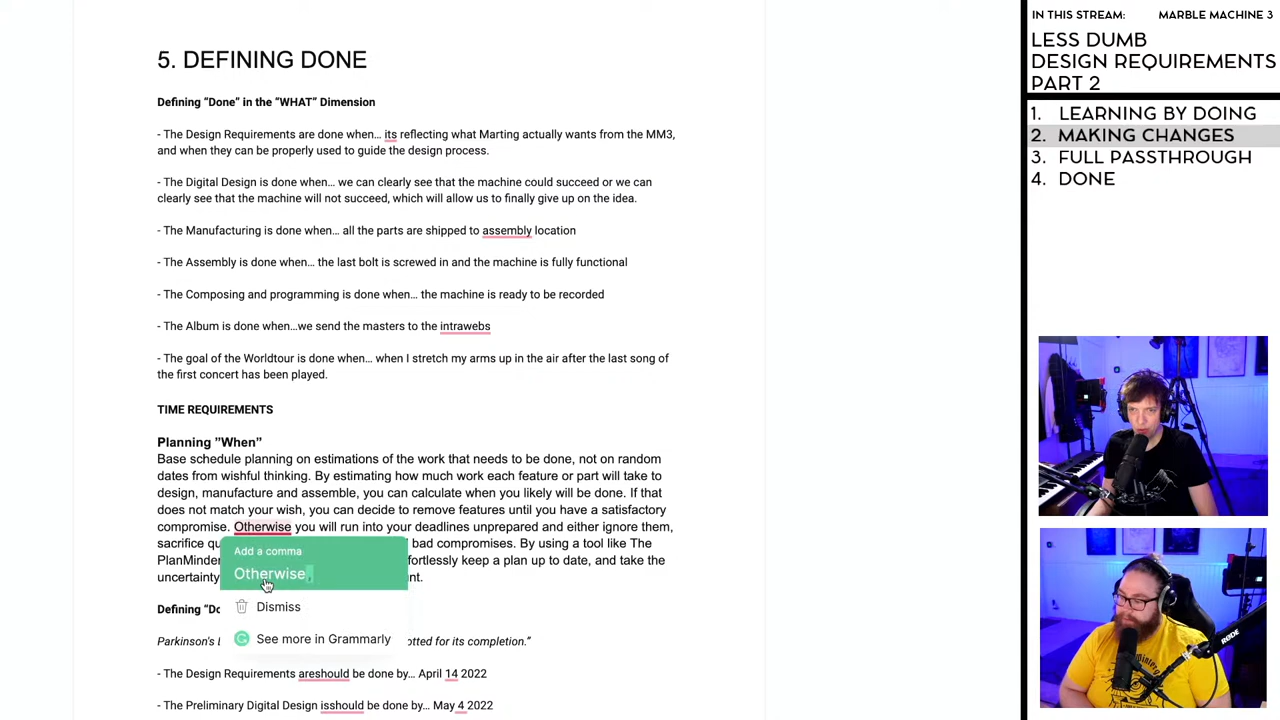 5. DEFINING DONE
Defining “Done” in the “WHAT” Dimension
- The Design Requirements are done when… its reflecting what Marting actually wants from the MM3,
and when they can be properly used to guide the design process.
- The Digital Design is done when… we can clearly see that the machine could succeed or we can
clearly see that the machine will not succeed, which will allow us to finally give up on the idea.
- The Manufacturing is done when… all the parts are shipped to assembly location
- The Assembly is done when… the last bolt is screwed in and the machine is fully functional
- The Composing and programming is done when… the machine is ready to be recorded
- The Album is done when…we send the masters to the intrawebs
- The goal of the Worldtour is done when… when I stretch my arms up in the air after the last song of
the first concert has been played.
TIME REQUIREMENTS
Planning ”When”
Base schedule planning on estimations of the work that needs to be done, not on random
dates from wishful thinking. By estimating how much work each feature or part will take to
design, manufacture and assemble, you can calculate when you likely will be done. If that
does not match your wish, you can decide to remove features until you have a satisfactory
compromise. Otherwise you will run into your deadlines unprepared and either ignore them,
sacrifice qu bad compromises. By using a tool like The
PlanMinder fortlessly keep a plan up to date, and take the
uncertainty nt.
Add a comma
Otherwise,
Dismiss
See more in Grammarly
Defining “Do
Parkinson's L otted for its completion.”
- The Design Requirements areshould be done by… April 14 2022
- The Preliminary Digital Design isshould be done by… May 4 2022
IN THIS STREAM: MARBLE MACHINE 3
LESS DUMB
DESIGN REQUIREMENTS
PART 2
1. LEARNING BY DOING
2. MAKING CHANGES
3. FULL PASSTHROUGH
4. DONE
RØDE